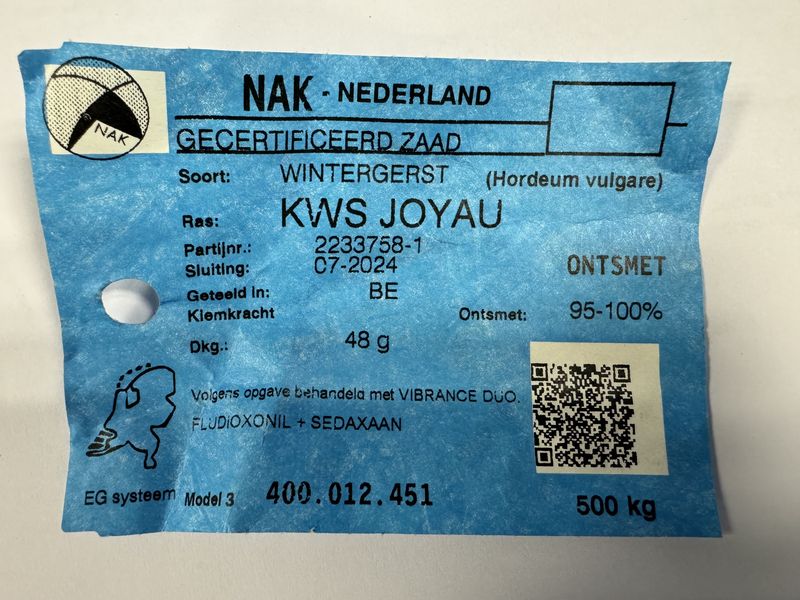 NAK
NAK - NEDERLAND
GECERTIFICEERD ZAAD
Soort: WINTERGERST (Hordeum vulgare)
Ras: KWS JOYAU
Partijnr.: 2233758-1
Sluiting: 07-2024 ONTSMET
Geteeld in: BE
Kiemkracht Ontsmet: 95-100%
Dkg.: 48 g
Volgens opgave behandeld met VIBRANCE DUO.
FLUDIOXONIL + SEDAXAAN
EG systeem Model 3 400.012.451 500 kg